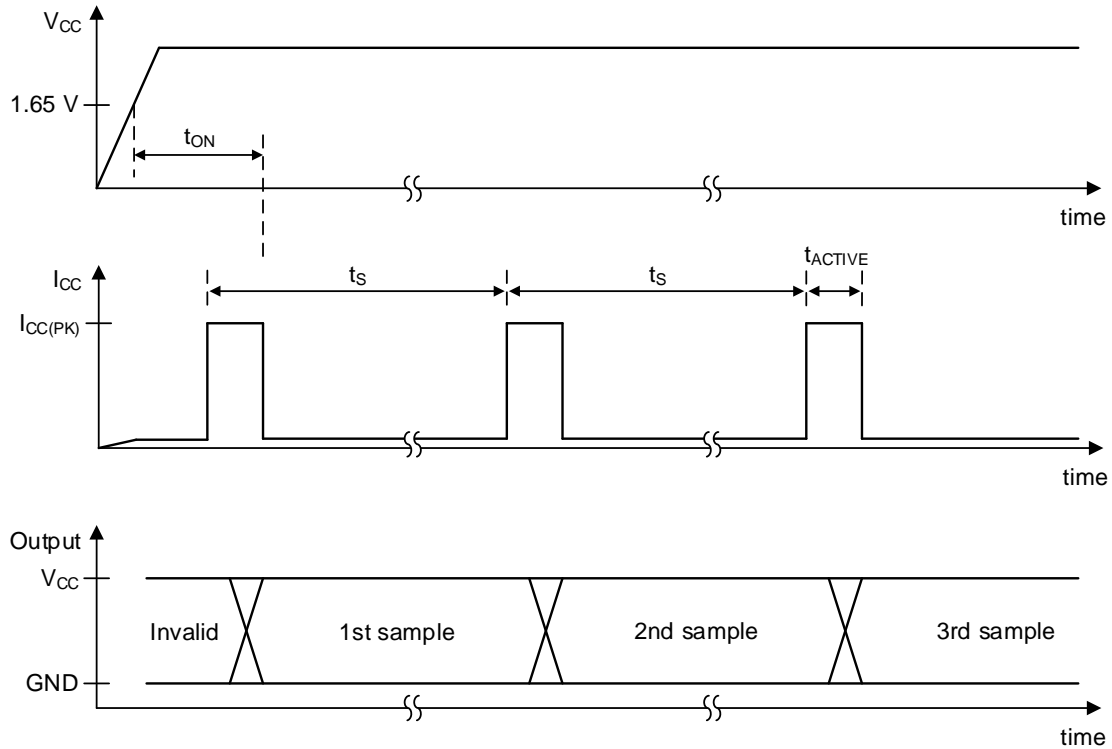 VCC
1.65 V
tON
time
ICC
tS
tS
tACTIVE
ICC(PK)
time
Output
VCC
Invalid
1st sample
2nd sample
3rd sample
GND
time